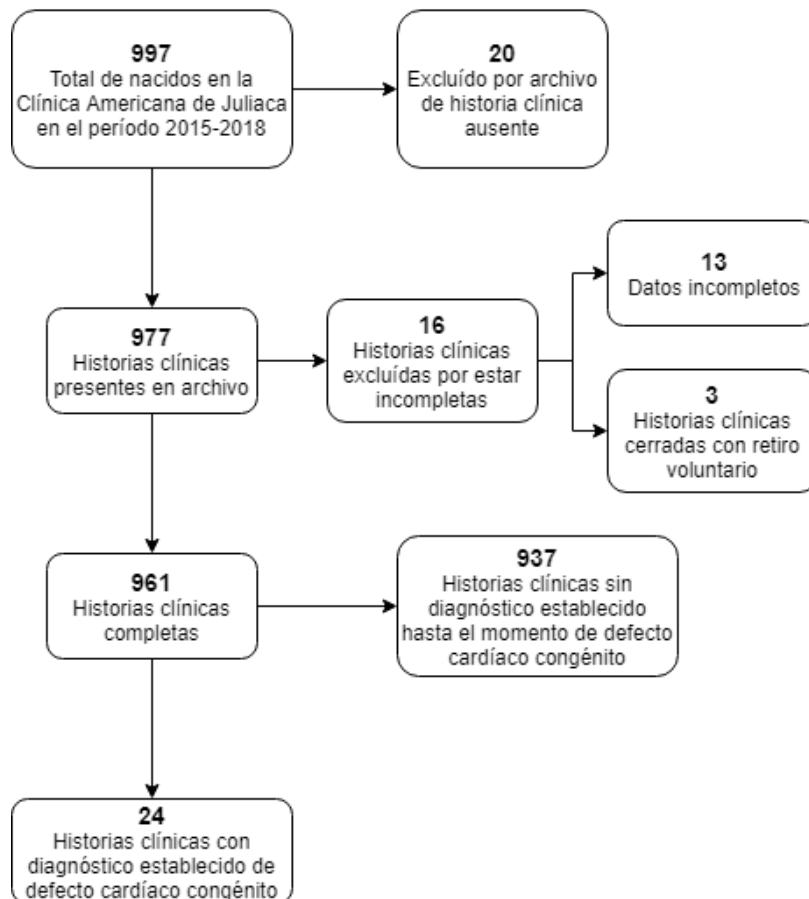 997
Total de nacidos en la
Clínica Americana de Juliaca
en el período 2015-2018
20
Excluído por archivo
de historia clínica
ausente
13
Datos incompletos
977
Historias clínicas
presentes en archivo
16
Historias clínicas
excluídas por estar
incompletas
3
Historias clínicas
cerradas con retiro
voluntario
961
Historias clínicas
completas
937
Historias clínicas sin
diagnóstico establecido
hasta el momento de defecto
cardíaco congénito
24
Historias clínicas con
diagnóstico establecido de
defecto cardíaco congénito